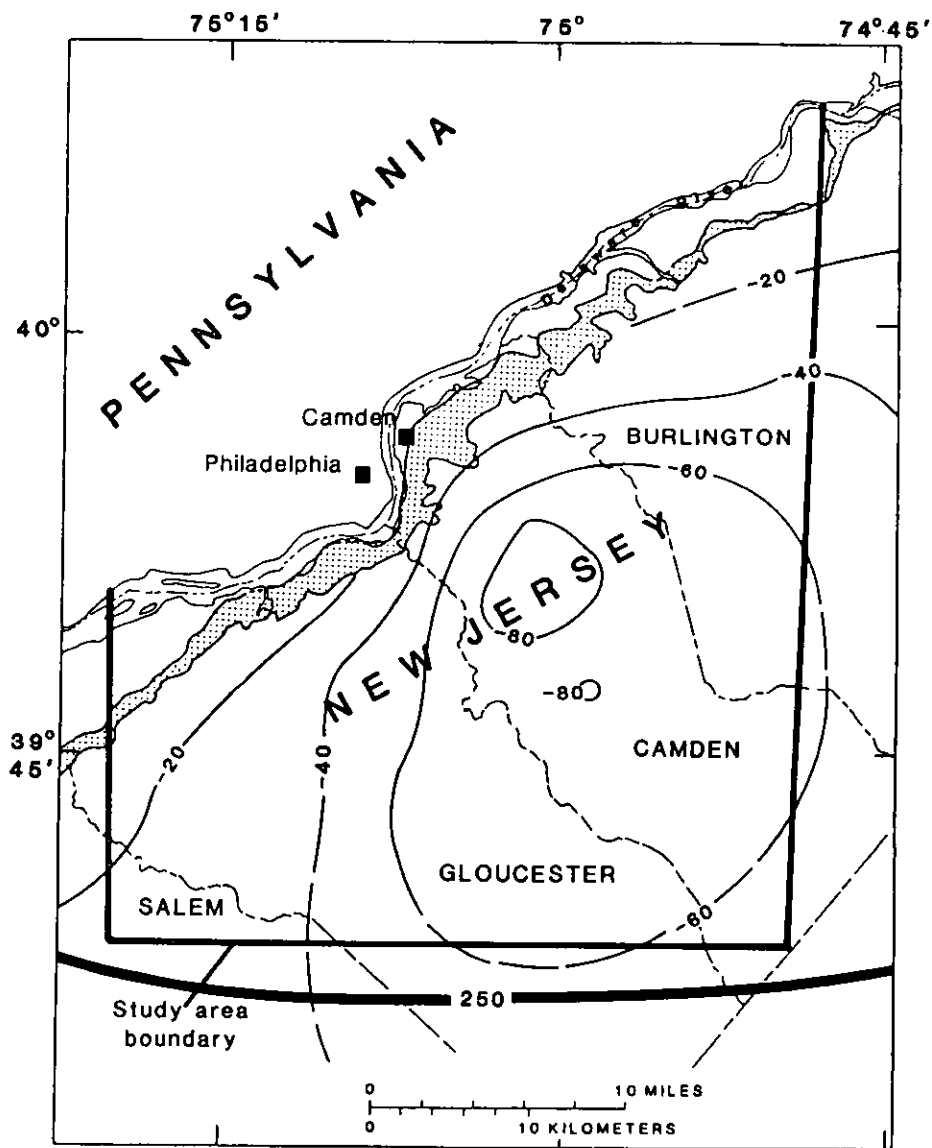 75°15' 75° 74°45'
PENNSYLVANIA
-20
40°
-40
Camden
BURLINGTON
Philadelphia
-60
NEW JERSEY
-80
-80
39°
45'
CAMDEN
-20
-40
GLOUCESTER
SALEM
-60
250
Study area
boundary
0 10 MILES
0 10 KILOMETERS